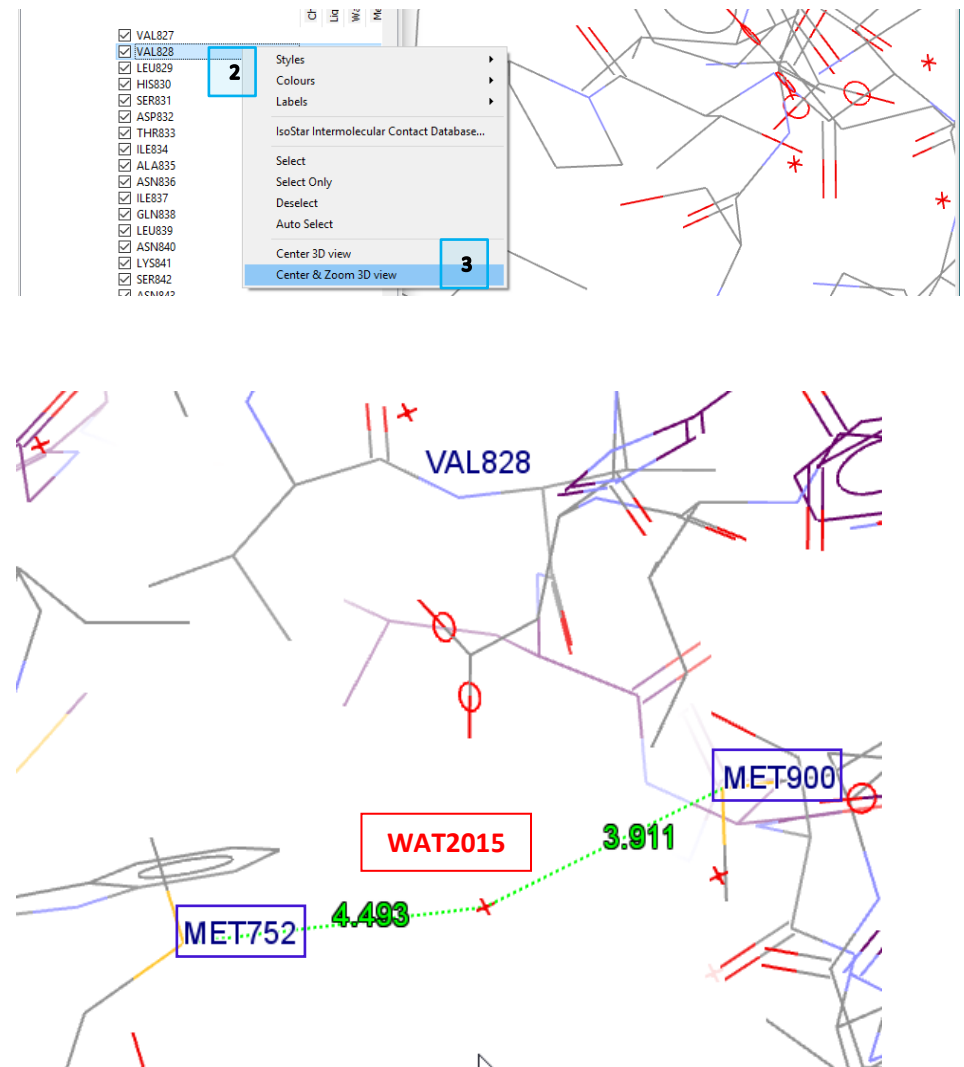 VAL827
VAL828
LEU829
HIS830
SER831
ASP832
THR833
ILE834
ALA835
ASN836
ILE837
GLN838
LEU839
ASN840
LYS841
SER842
2
Styles
Colours
Labels
IsoStar Intermolecular Contact Database...
Select
Select Only
Deselect
Auto Select
Center 3D view
Center & Zoom 3D view
3
VAL828
MET900
3.911
WAT2015
4.493
MET752